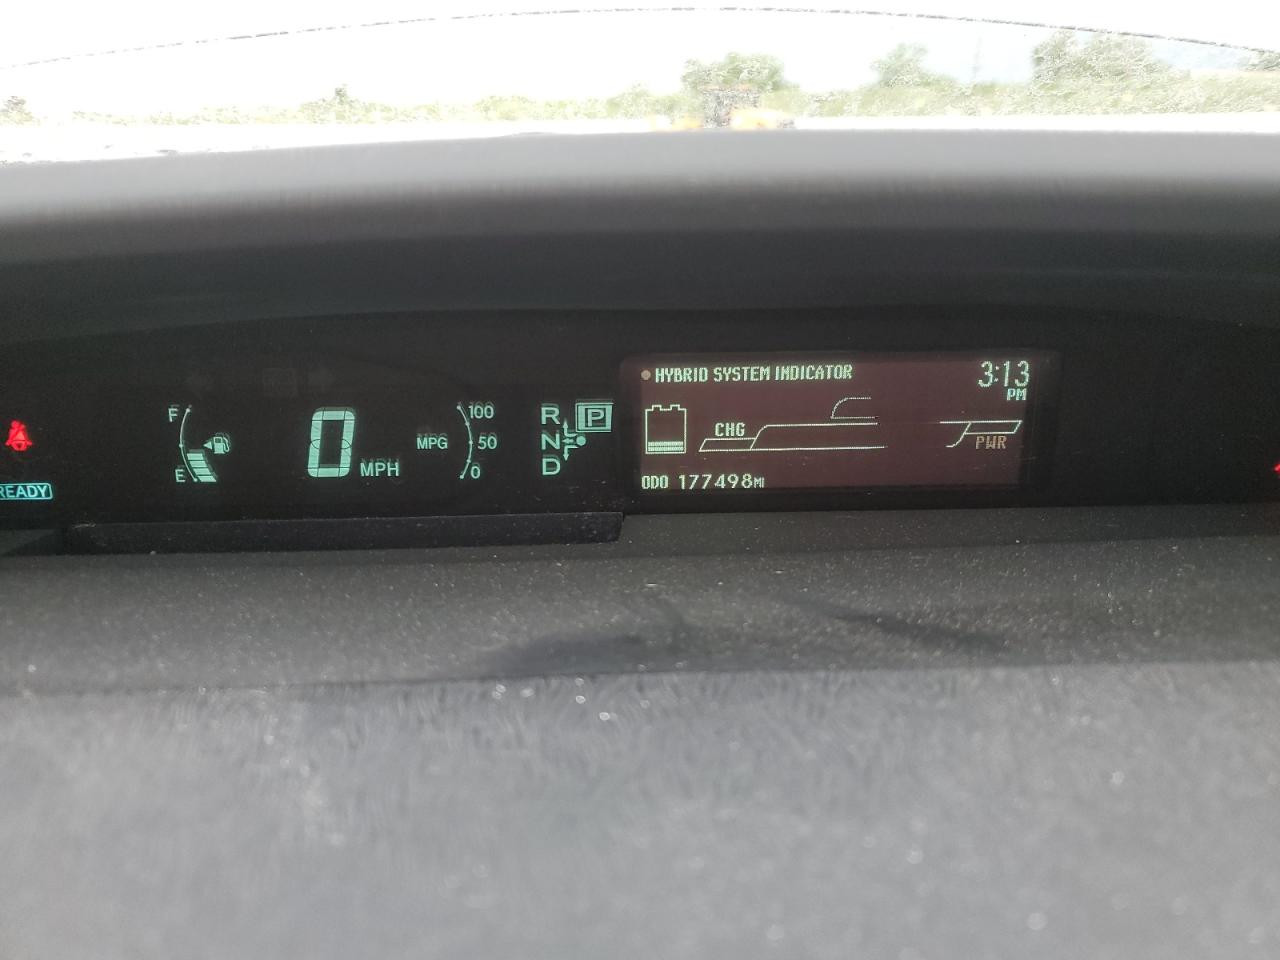 READY
F
E
0 MPH
MPG
100
50
0
R
P
N
D
HYBRID SYSTEM INDICATOR
3:13
PM
CHG
PWR
ODO 177498MI